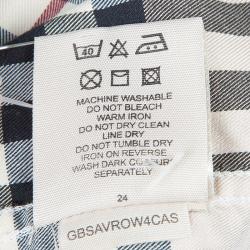 40
MACHINE WASHABLE
DO NOT BLEACH
WARM IRON
DO NOT DRY CLEAN
LINE DRY
DO NOT TUMBLE DRY
IRON ON REVERSE
WASH DARK COLOURS
SEPARATELY
24
GBSAVROW4CAS